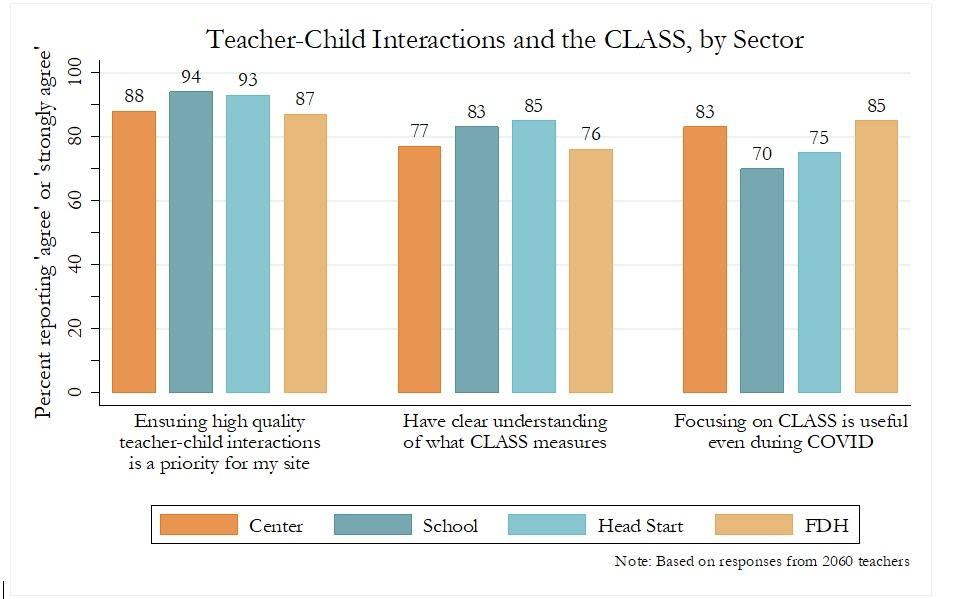 Teacher-Child Interactions and the CLASS, by Sector
Percent reporting 'agree' or 'strongly agree'
100
80
60
40
20
0
88
94
93
87
77
83
85
76
83
70
75
85
Ensuring high quality
teacher-child interactions
is a priority for my site
Have clear understanding
of what CLASS measures
Focusing on CLASS is useful
even during COVID
Center
School
Head Start
FDH
Note: Based on responses from 2060 teachers